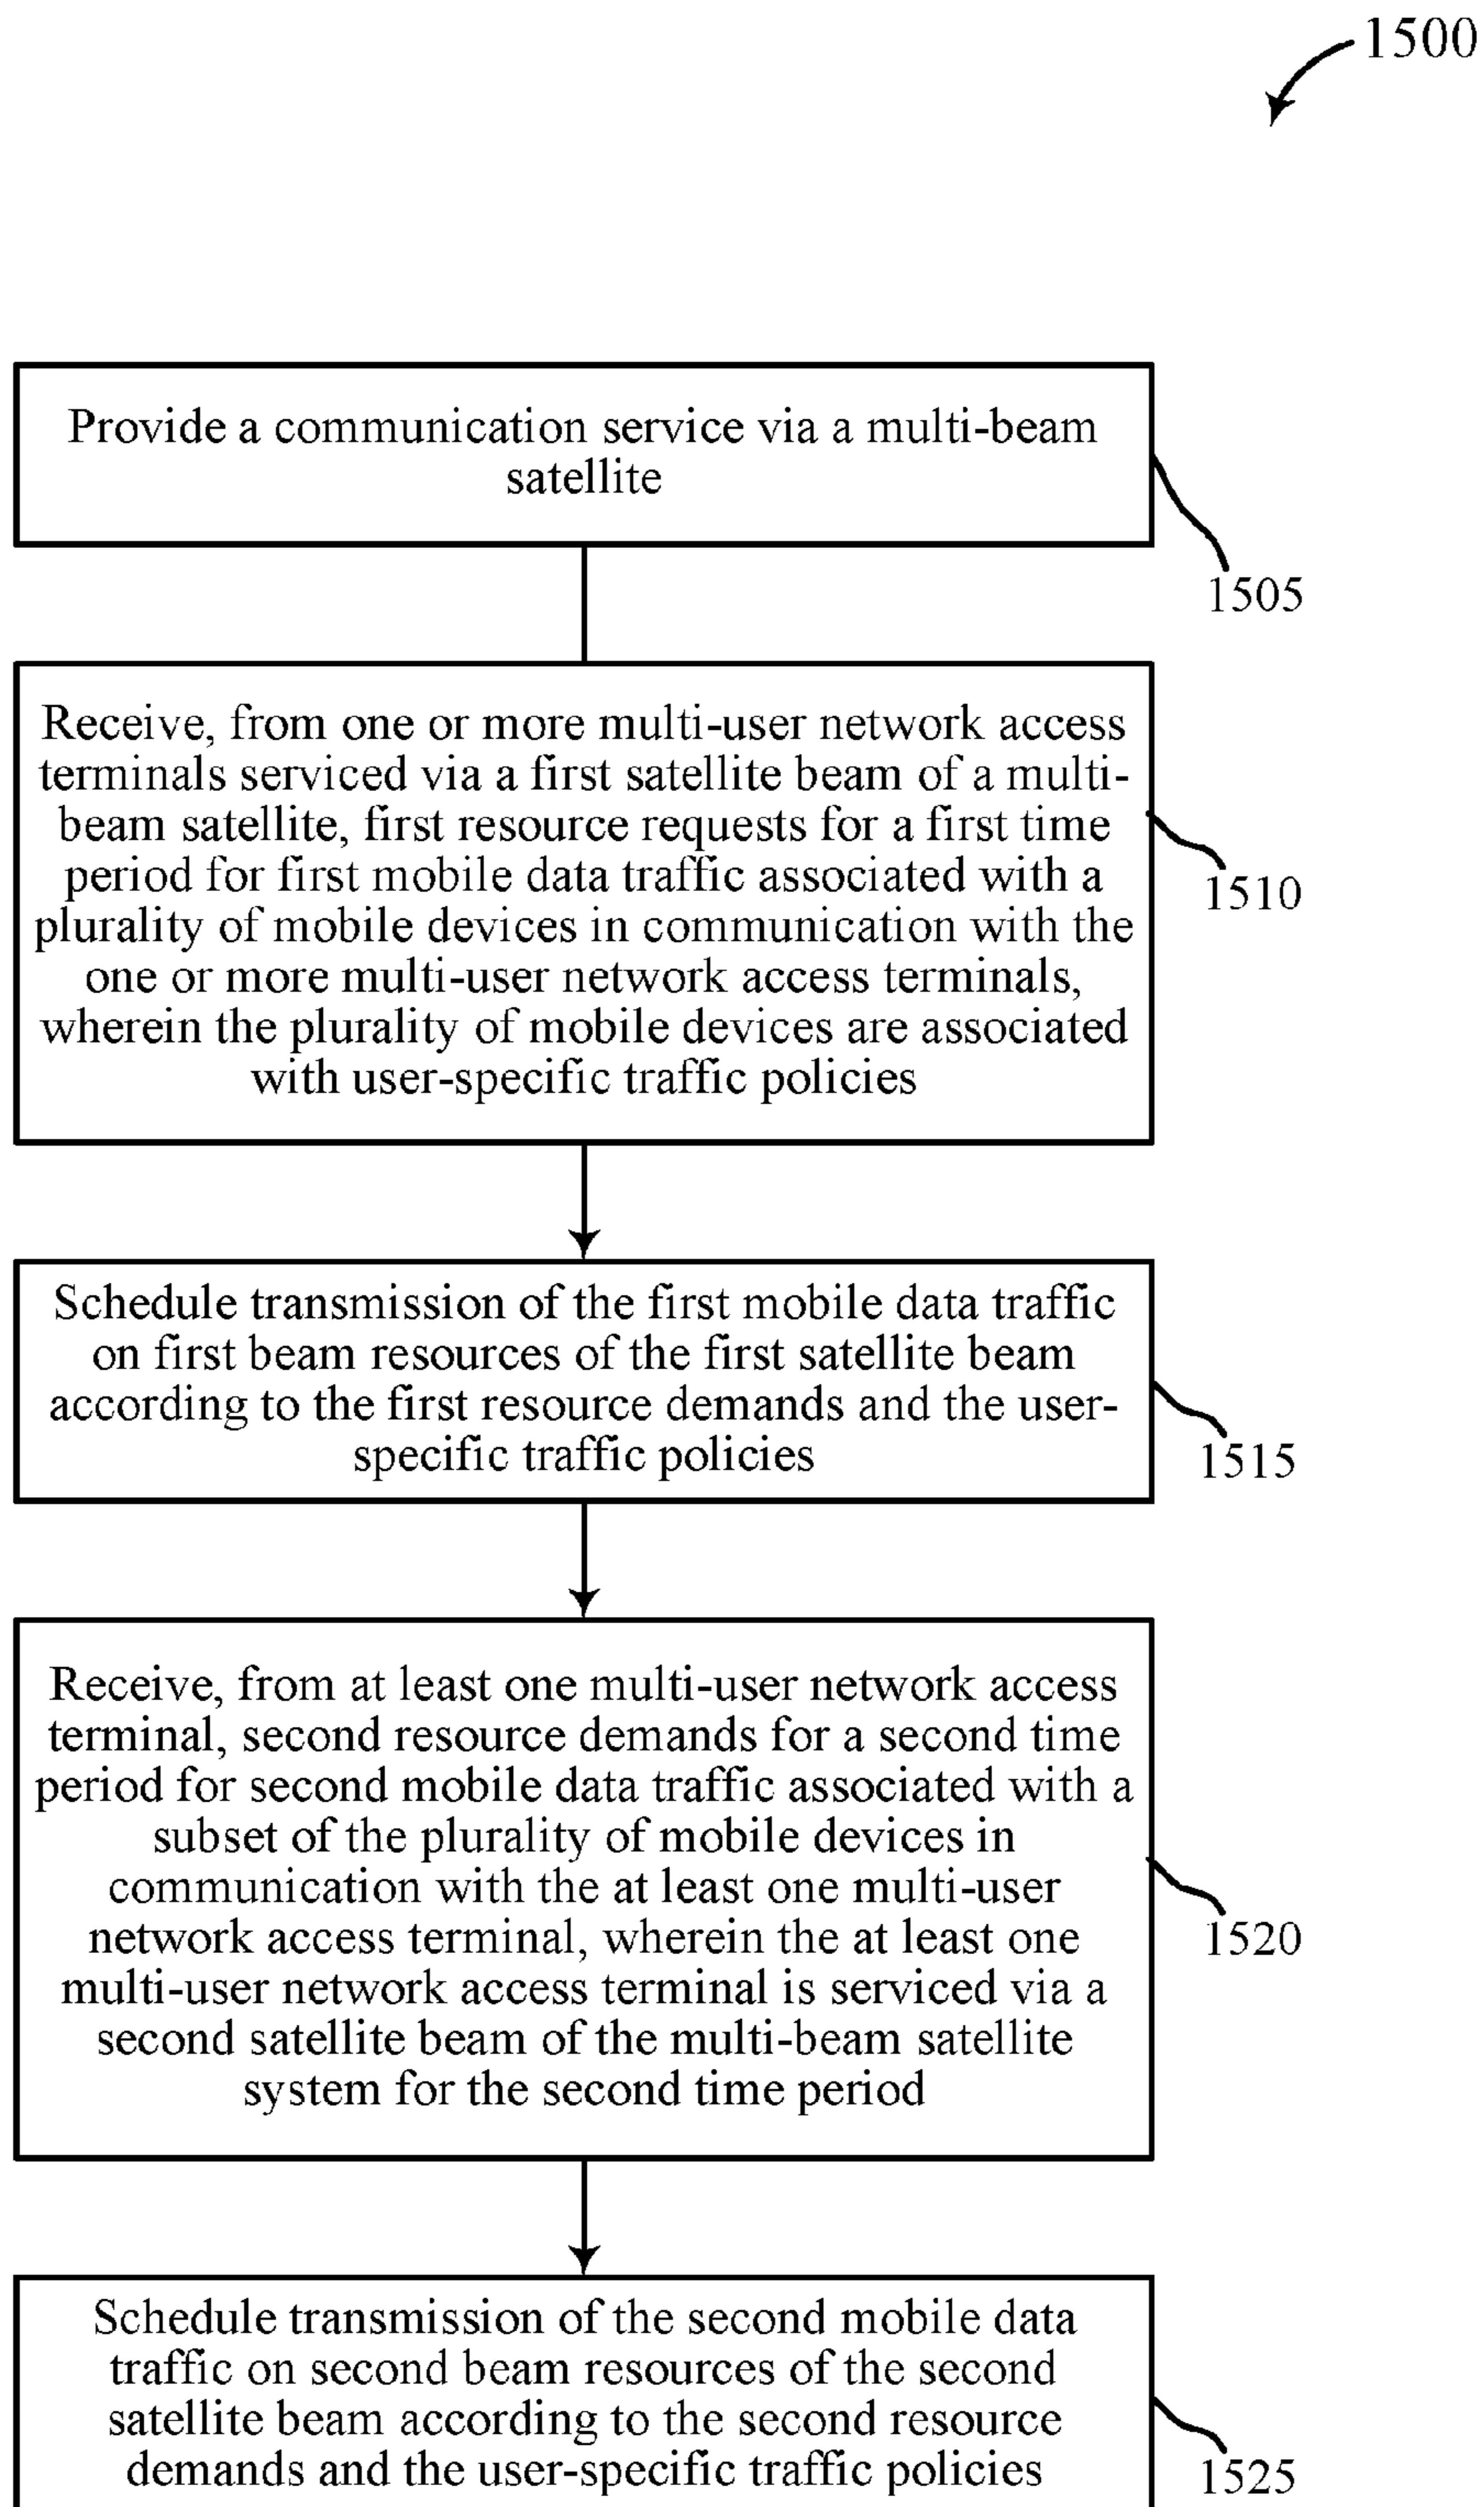 1500
Provide a communication service via a multi-beam
satellite
1505
Receive, from one or more multi-user network access
terminals serviced via a first satellite beam of a multi-
beam satellite, first resource requests for a first time
period for first mobile data traffic associated with a
plurality of mobile devices in communication with the
one or more multi-user network access terminals,
wherein the plurality of mobile devices are associated
with user-specific traffic policies
1510
Schedule transmission of the first mobile data traffic
on first beam resources of the first satellite beam
according to the first resource demands and the user-
specific traffic policies
1515
Receive, from at least one multi-user network access
terminal, second resource demands for a second time
period for second mobile data traffic associated with a
subset of the plurality of mobile devices in
communication with the at least one multi-user
network access terminal, wherein the at least one
multi-user network access terminal is serviced via a
second satellite beam of the multi-beam satellite
system for the second time period
1520
Schedule transmission of the second mobile data
traffic on second beam resources of the second
satellite beam according to the second resource
demands and the user-specific traffic policies
1525